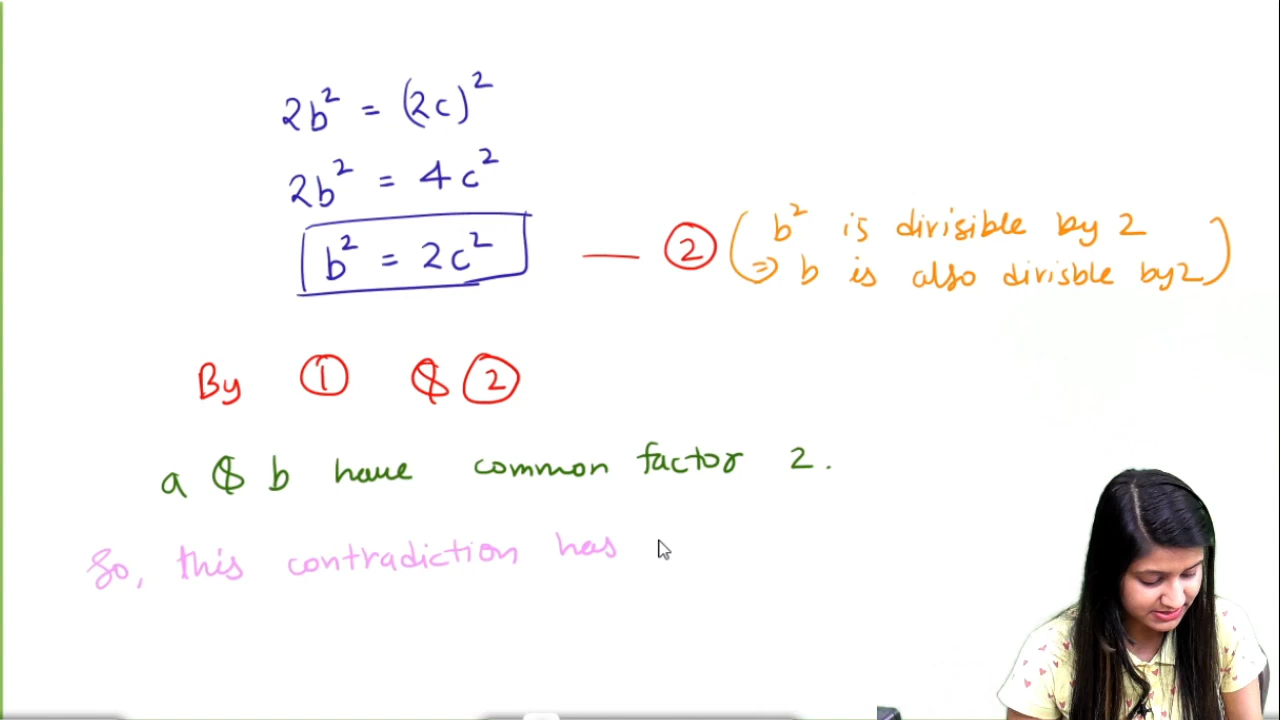 2b² = (2c)²
2b² = 4c²
b² = 2c² — ② ( b² is divisible by 2
⇒ b is also divisble by 2 )
By ① & ②
a & b have common factor 2.
So, this contradiction has